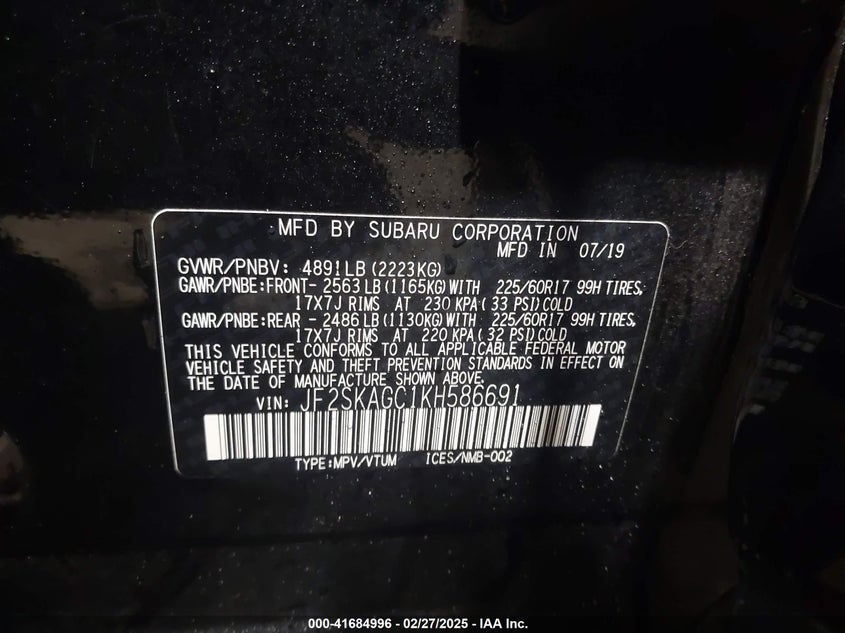 MFD BY SUBARU CORPORATION
MFD IN 07/19
GVWR/PNBV: 4891LB (2223KG)
GAWR/PNBE:FRONT- 2563 LB (1165KG) WITH 225/60R17 99H TIRES,
17X7J RIMS AT 230 KPA (33 PSI) COLD
GAWR/PNBE:REAR - 2486 LB (1130KG) WITH 225/60R17 99H TIRES,
17X7J RIMS AT 220 KPA (32 PSI) COLD
THIS VEHICLE CONFORMS TO ALL APPLICABLE FEDERAL MOTOR
VEHICLE SAFETY AND THEFT PREVENTION STANDARDS IN EFFECT ON
THE DATE OF MANUFACTURE SHOWN ABOVE.
VIN: JF2SKAGC1KH586691
TYPE:MPV/VTUM ICES/NMB-002
000-41684996 - 02/27/2025 - IAA Inc.